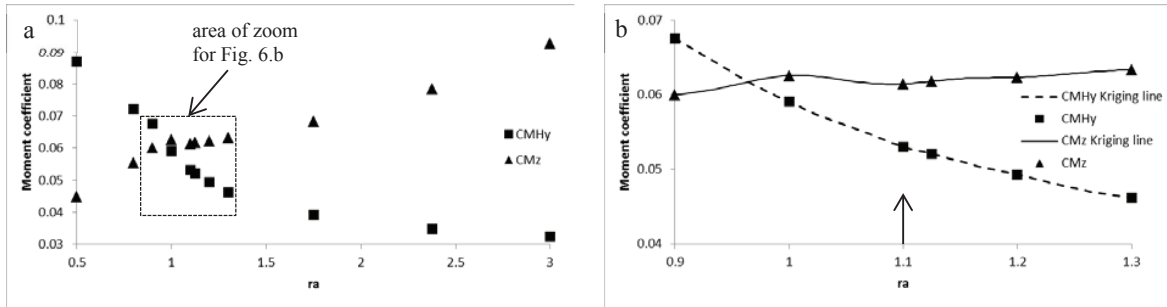 a
area of zoom
for Fig. 6.b
Moment coefficient
0.1
0.09
0.08
0.07
0.06
0.05
0.04
0.03
0.5
1
1.5
2
2.5
3
ra
CMHy
CMz
b
Moment coefficient
0.07
0.06
0.05
0.04
0.9
1
1.1
1.2
1.3
ra
CMHy Kriging line
CMHy
CMz Kriging line
CMz